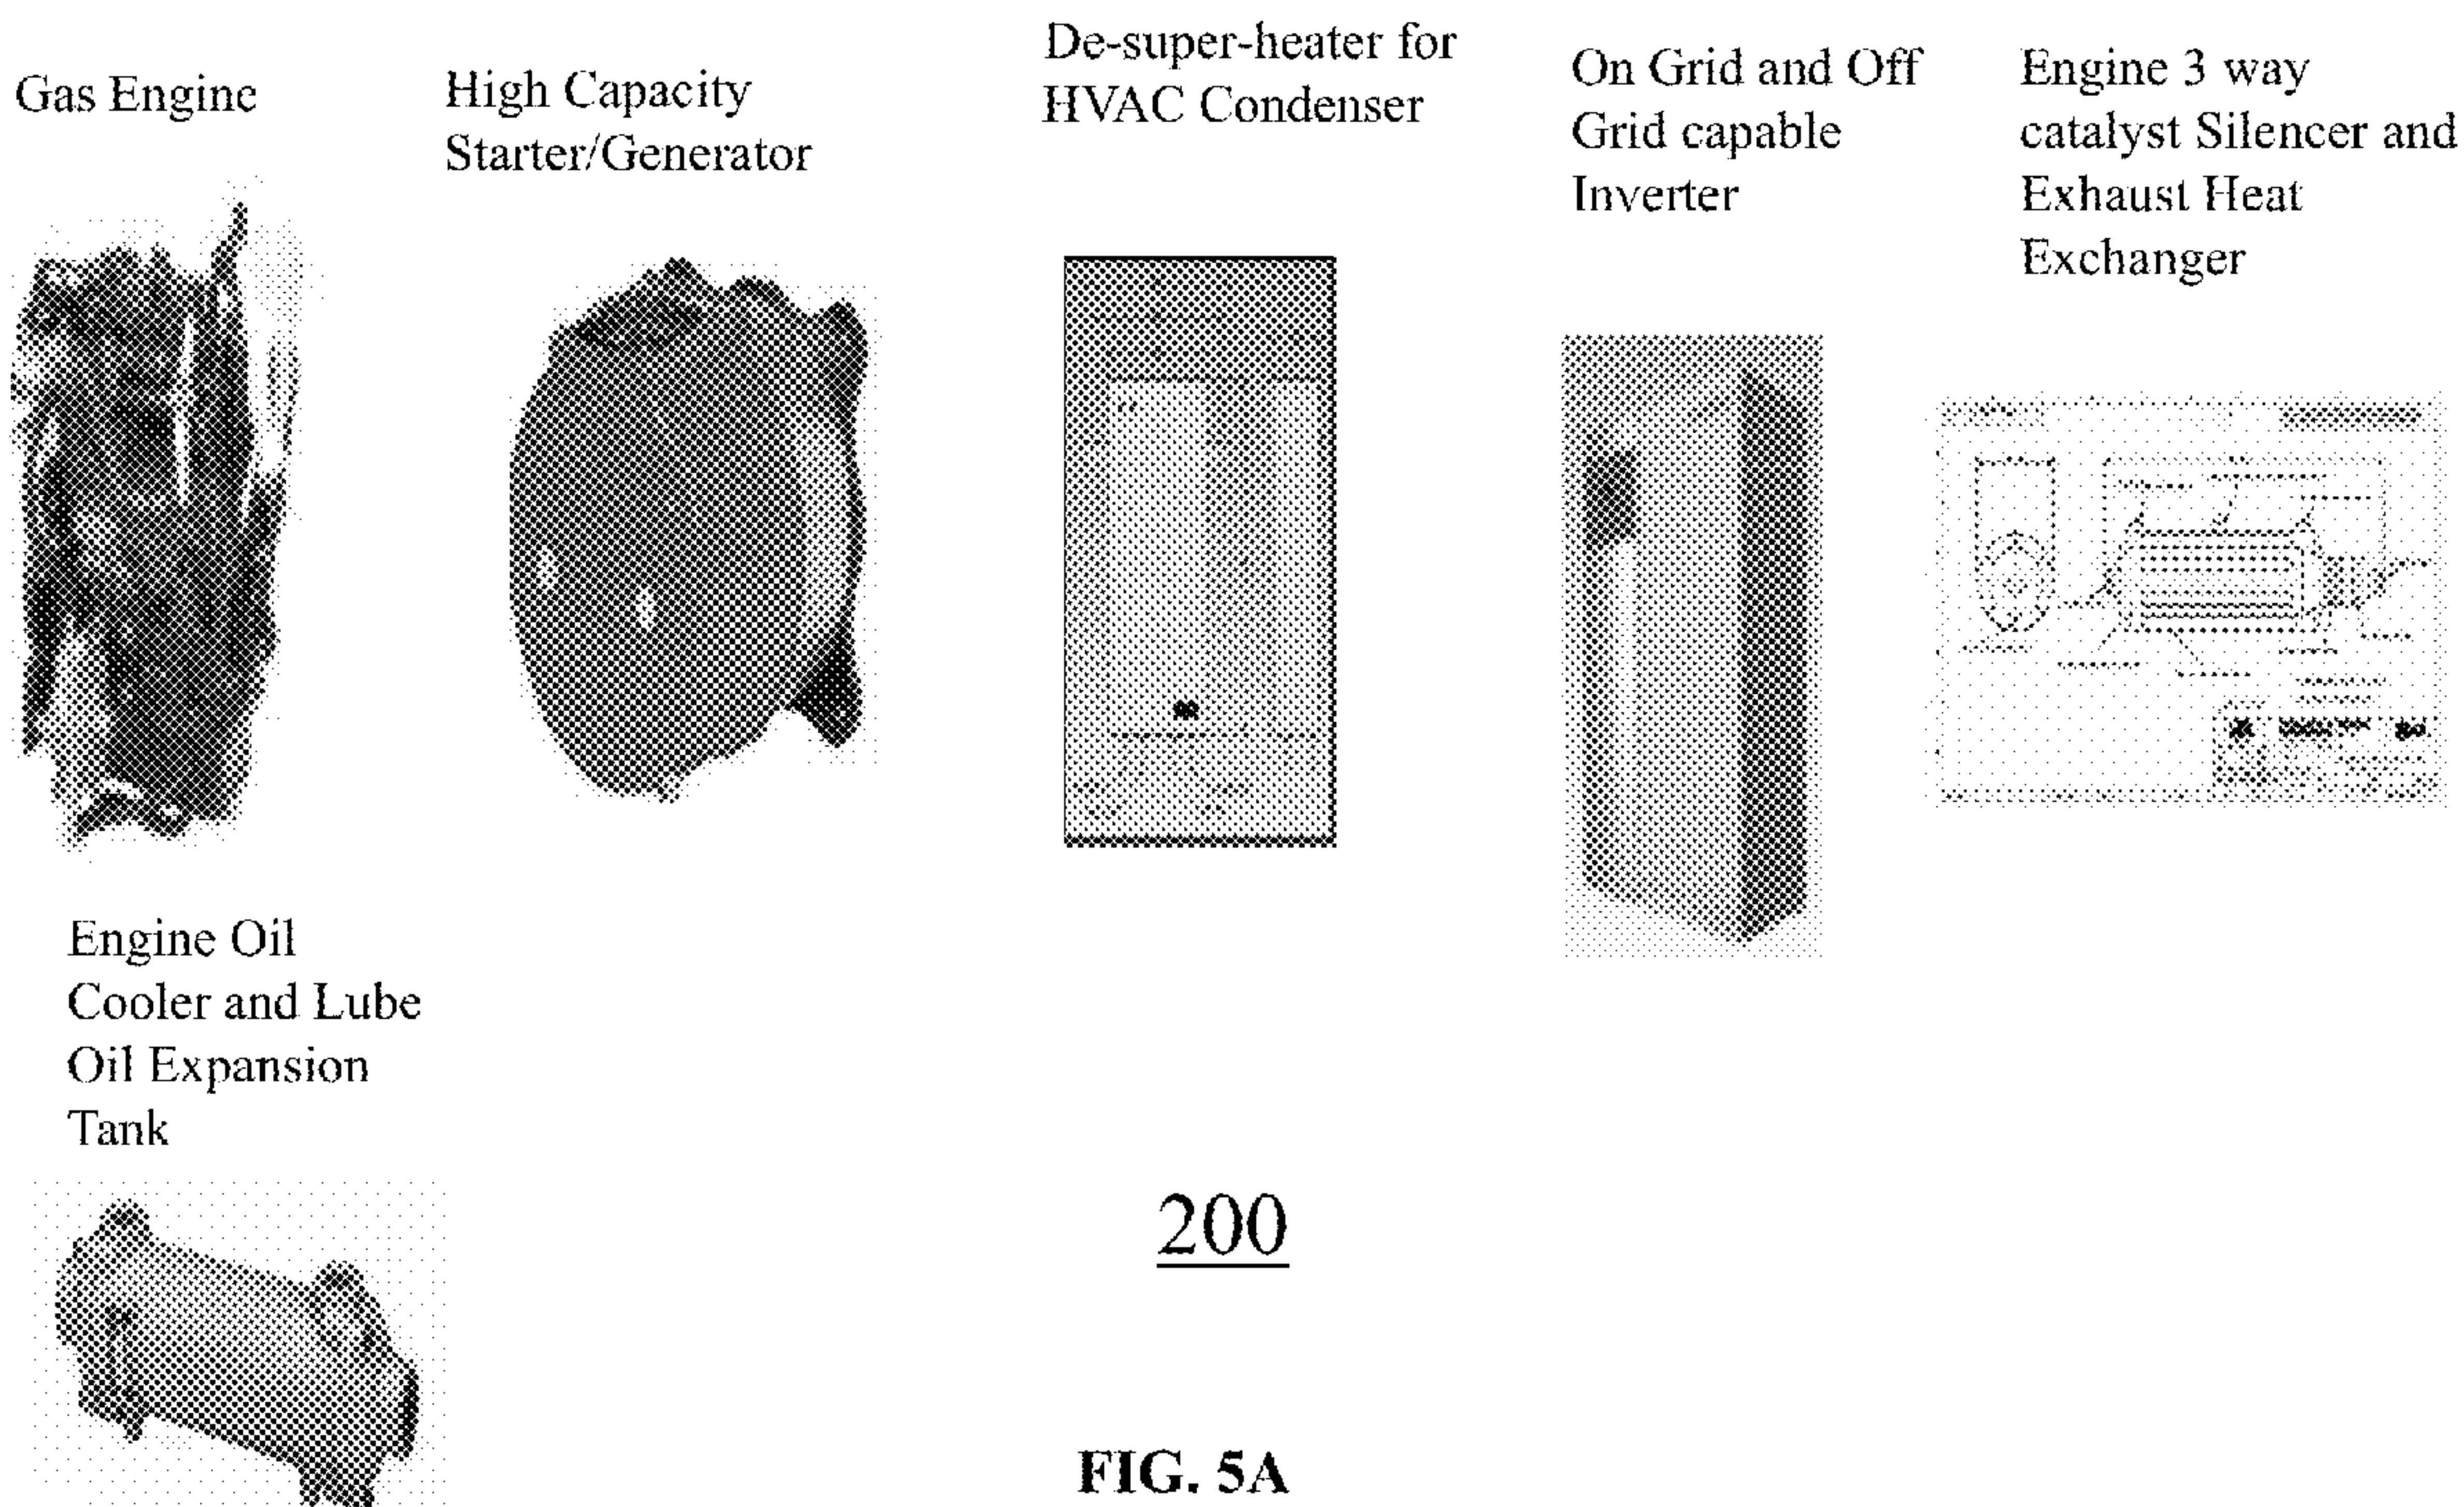 Gas Engine
High Capacity
Starter/Generator
De-super-heater for
HVAC Condenser
On Grid and Off
Grid capable
Inverter
Engine 3 way
catalyst Silencer and
Exhaust Heat
Exchanger
Engine Oil
Cooler and Lube
Oil Expansion
Tank
200
FIG. 5A